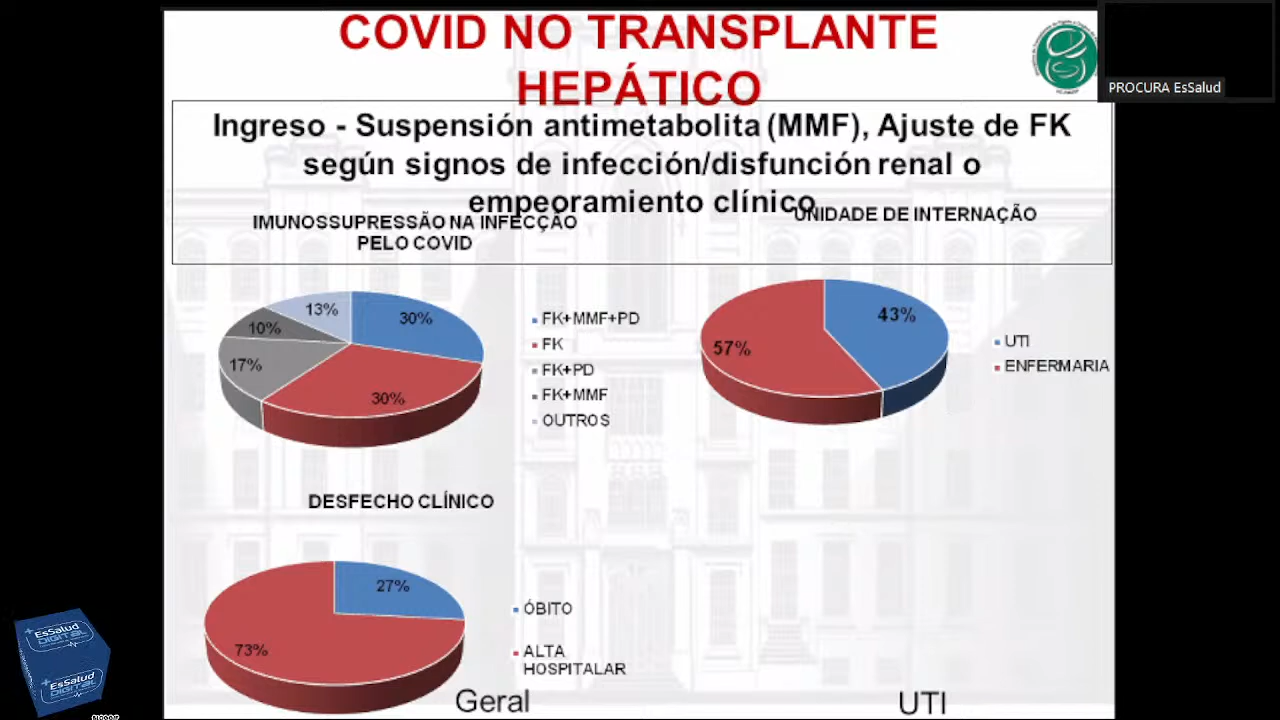 COVID NO TRANSPLANTE
HEPÁTICO
PROCURA EsSalud
Ingreso - Suspensión antimetabolita (MMF), Ajuste de FK
según signos de infección/disfunción renal o
empeoramiento clínico
IMUNOSSUPRESSÃO NA INFECÇÃO
PELO COVID
13%
30%
10%
17%
30%
FK+MMF+PD
FK
FK+PD
FK+MMF
OUTROS
UNIDADE DE INTERNAÇÃO
43%
57%
UTI
ENFERMARIA
DESFECHO CLÍNICO
27%
73%
ÓBITO
ALTA
HOSPITALAR
Geral
UTI
EsSalud
DIGITAL
EsSalud
DIGITAL